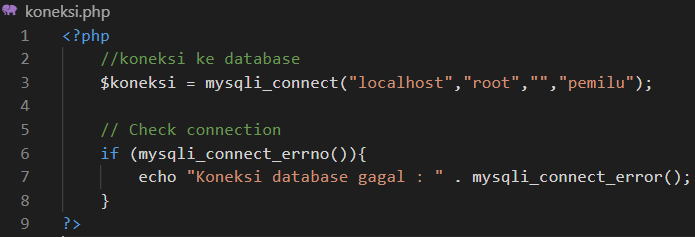 koneksi.php
1 <?php
2 //koneksi ke database
3 $koneksi = mysqli_connect("localhost","root","","pemilu");
4
5 // Check connection
6 if (mysqli_connect_errno()){
7 echo "Koneksi database gagal : " . mysqli_connect_error();
8 }
9 ?>